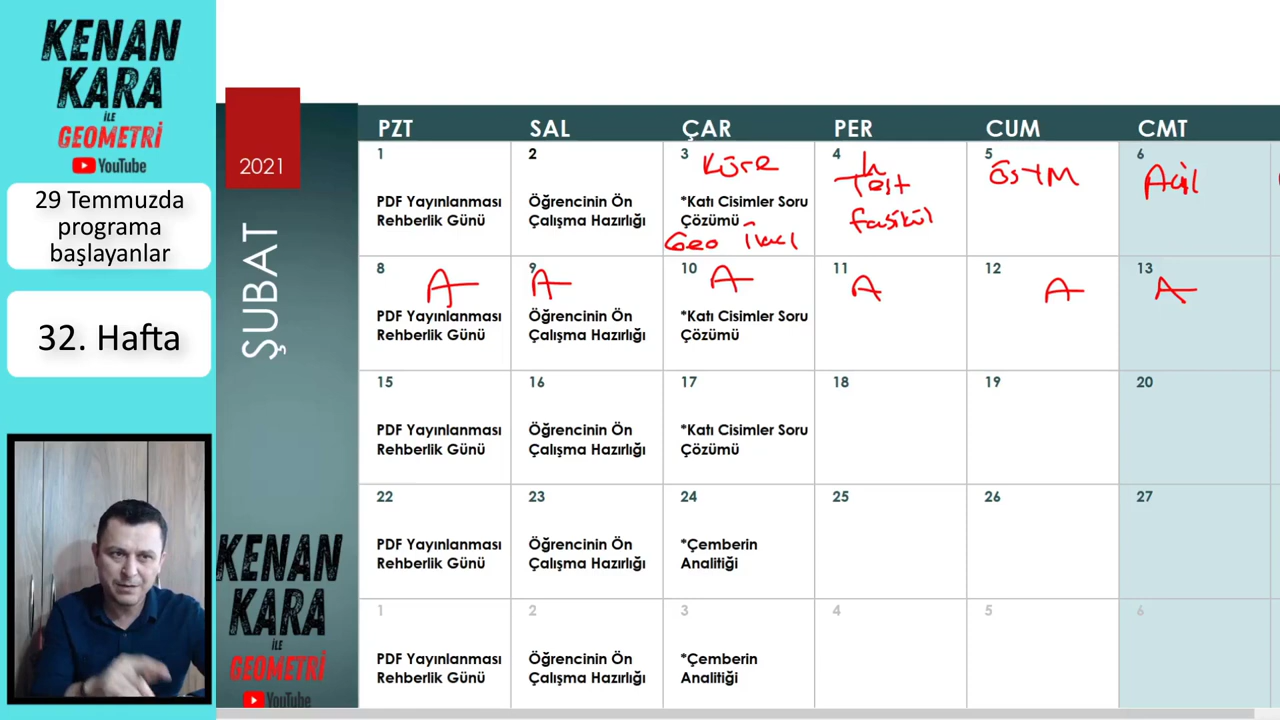 KENAN
KARA
İLE
GEOMETRİ
YouTube
29 Temmuzda
programa
başlayanlar
32. Hafta
2021
ŞUBAT
KENAN
KARA
İLE
GEOMETRİ
YouTube
PZT SAL ÇAR PER CUM CMT
1 2 3 4 5 6
KÜRE
Test
fasikül
ÖSYM
Acil
PDF Yayınlanması
Rehberlik Günü
Öğrencinin Ön
Çalışma Hazırlığı
*Katı Cisimler Soru
Çözümü
Geo
8 9 10 11 12 13
A A A A A A
PDF Yayınlanması
Rehberlik Günü
Öğrencinin Ön
Çalışma Hazırlığı
*Katı Cisimler Soru
Çözümü
15 16 17 18 19 20
PDF Yayınlanması
Rehberlik Günü
Öğrencinin Ön
Çalışma Hazırlığı
*Katı Cisimler Soru
Çözümü
22 23 24 25 26 27
PDF Yayınlanması
Rehberlik Günü
Öğrencinin Ön
Çalışma Hazırlığı
*Çemberin
Analitiği
1 2 3 4 5 6
PDF Yayınlanması
Rehberlik Günü
Öğrencinin Ön
Çalışma Hazırlığı
*Çemberin
Analitiği